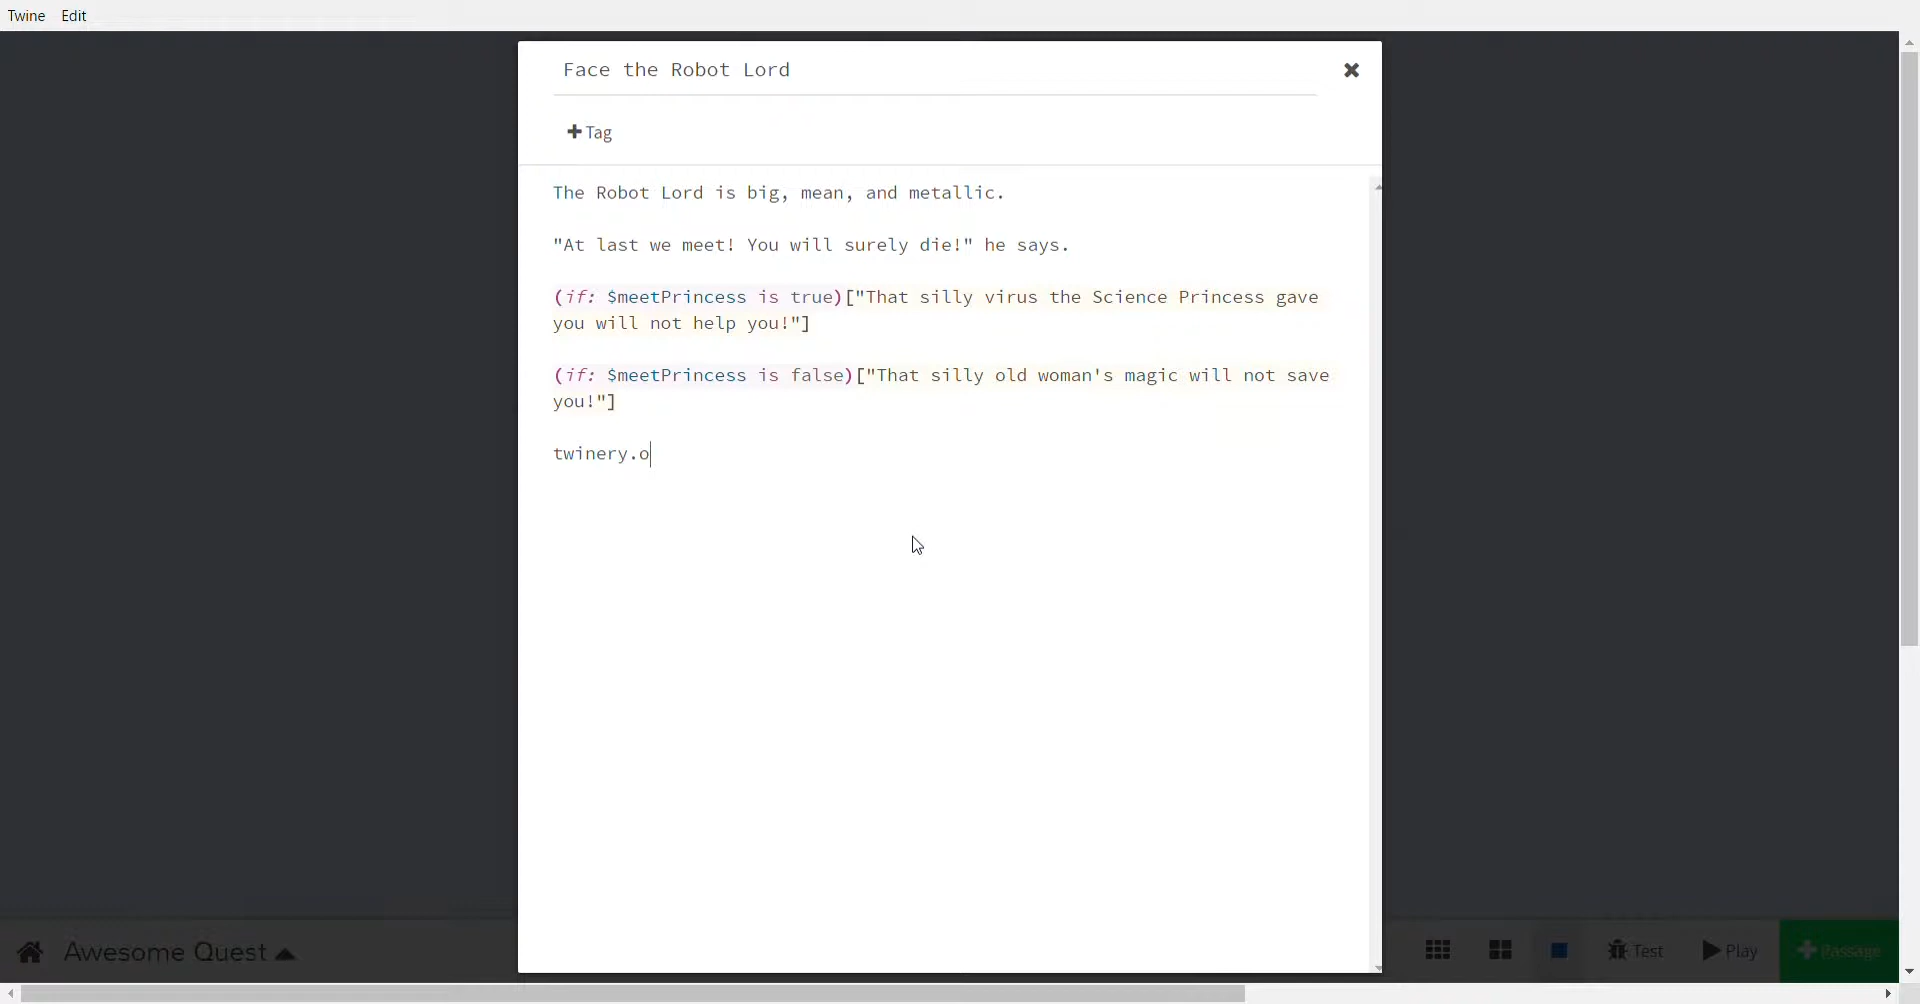 Twine Edit
Face the Robot Lord
Tag
The Robot Lord is big, mean, and metallic.
"At last we meet! You will surely die!" he says.
(if: $meetPrincess is true)["That silly virus the Science Princess gave
you will not help you!"]
(if: $meetPrincess is false)["That silly old woman's magic will not save
you!"]
twinery.o
Awesome Quest Test Play Passage